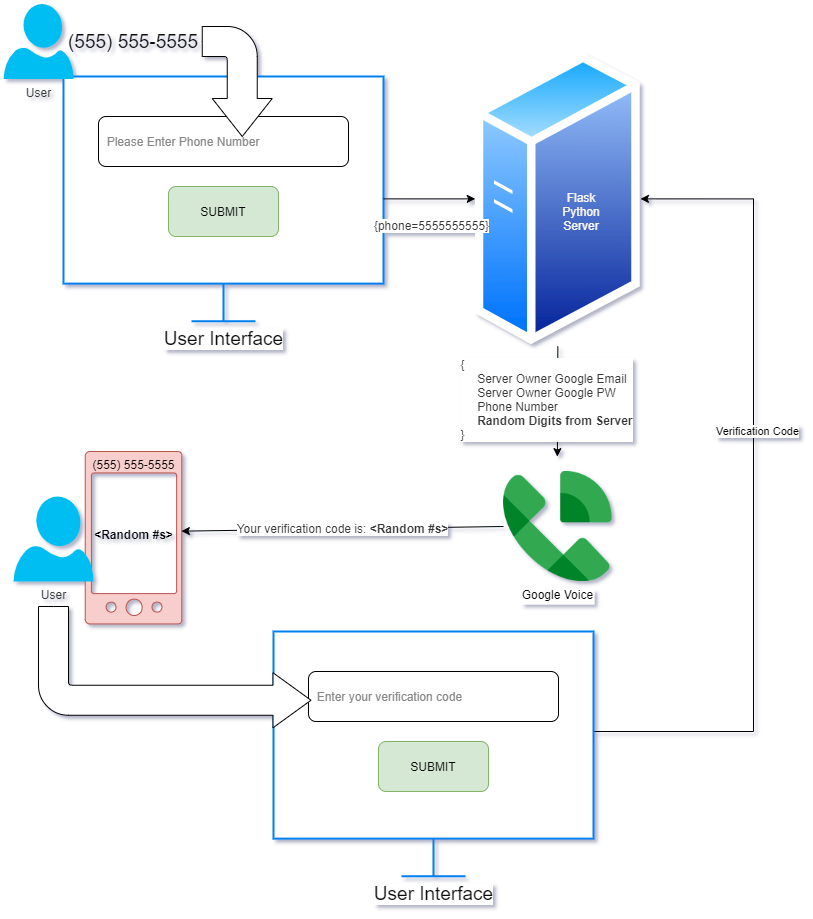 (555) 555-5555
User
Please Enter Phone Number
SUBMIT
User Interface
{phone=5555555555}
Flask
Python
Server
{
Server Owner Google Email
Server Owner Google PW
Phone Number
Random Digits from Server
}
Verification Code
(555) 555-5555
<Random #s>
User
Your verification code is: <Random #s>
Google Voice
Enter your verification code
SUBMIT
User Interface